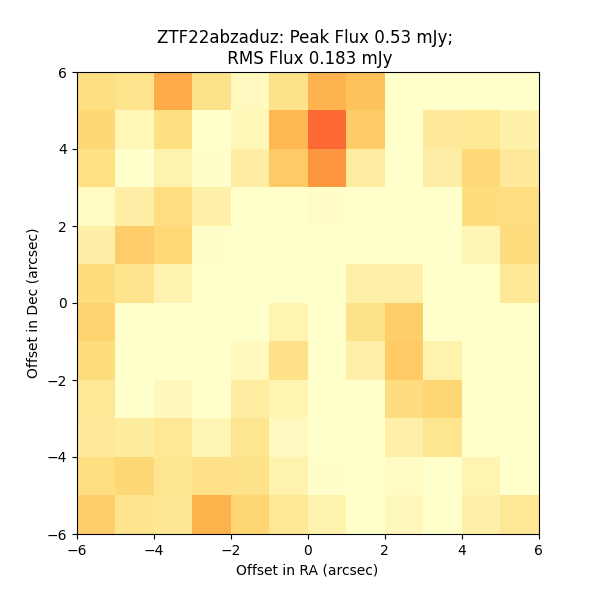 ZTF22abzaduz: Peak Flux 0.53 mJy;
RMS Flux 0.183 mJy
6
4
2
0
−2
−4
−6
Offset in Dec (arcsec)
−6 −4 −2 0 2 4 6
Offset in RA (arcsec)